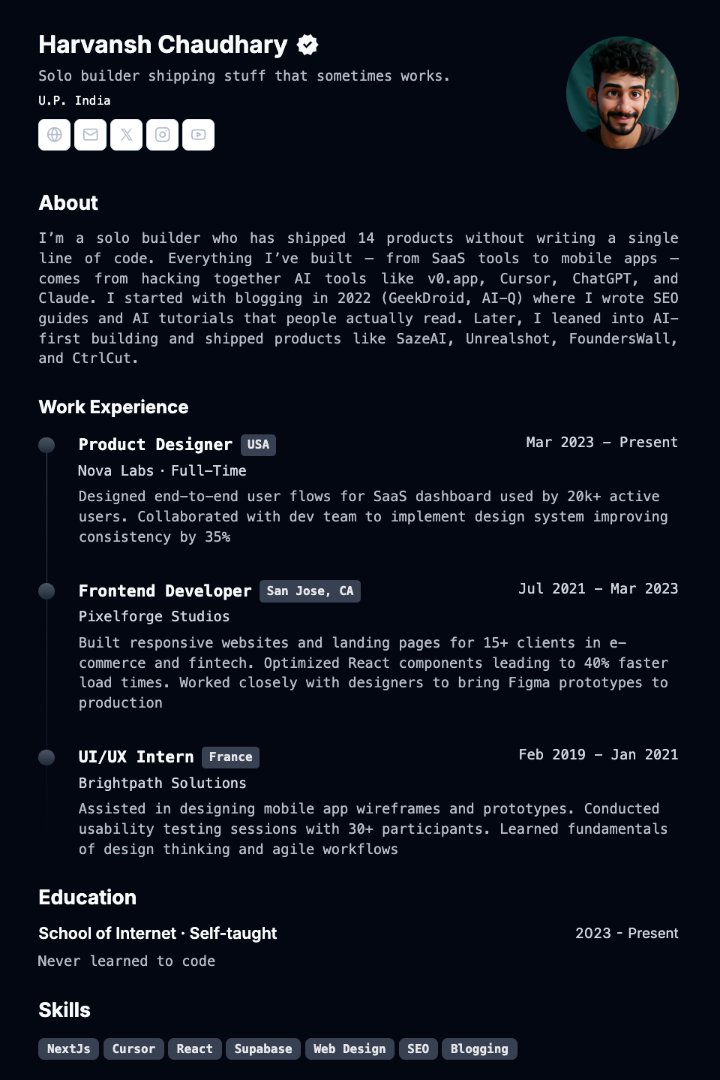 Harvansh Chaudhary
Solo builder shipping stuff that sometimes works.
U.P. India
About
I’m a solo builder who has shipped 14 products without writing a single
line of code. Everything I’ve built — from SaaS tools to mobile apps —
comes from hacking together AI tools like v0.app, Cursor, ChatGPT, and
Claude. I started with blogging in 2022 (GeekDroid, AI-Q) where I wrote SEO
guides and AI tutorials that people actually read. Later, I leaned into AI-
first building and shipped products like SazeAI, Unrealshot, FoundersWall,
and CtrlCut.
Work Experience
Product Designer USA Mar 2023 – Present
Nova Labs · Full-Time
Designed end-to-end user flows for SaaS dashboard used by 20k+ active
users. Collaborated with dev team to implement design system improving
consistency by 35%
Frontend Developer San Jose, CA Jul 2021 – Mar 2023
Pixelforge Studios
Built responsive websites and landing pages for 15+ clients in e-
commerce and fintech. Optimized React components leading to 40% faster
load times. Worked closely with designers to bring Figma prototypes to
production
UI/UX Intern France Feb 2019 – Jan 2021
Brightpath Solutions
Assisted in designing mobile app wireframes and prototypes. Conducted
usability testing sessions with 30+ participants. Learned fundamentals
of design thinking and agile workflows
Education
School of Internet · Self-taught 2023 - Present
Never learned to code
Skills
NextJs Cursor React Supabase Web Design SEO Blogging